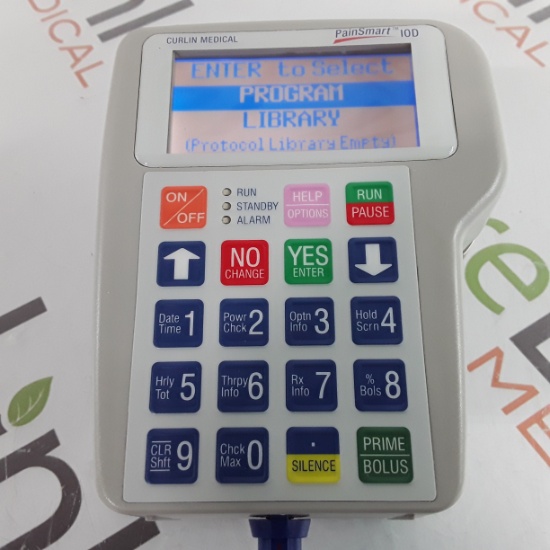 CURLIN MEDICAL
PainSmart™ IOD
ENTER to Select
PROGRAM
LIBRARY
(Protocol Library Empty)
ON/OFF
RUN
STANDBY
ALARM
HELP
OPTIONS
RUN
PAUSE
NO
CHANGE
YES
ENTER
Date Time 1
Powr Chck 2
Optn Info 3
Hold Scrn 4
Hrly Tot 5
Thrpy Info 6
Rx Info 7
% Bols 8
CLR Shft 9
Chck Max 0
.
SILENCE
PRIME
BOLUS
MEDICAL